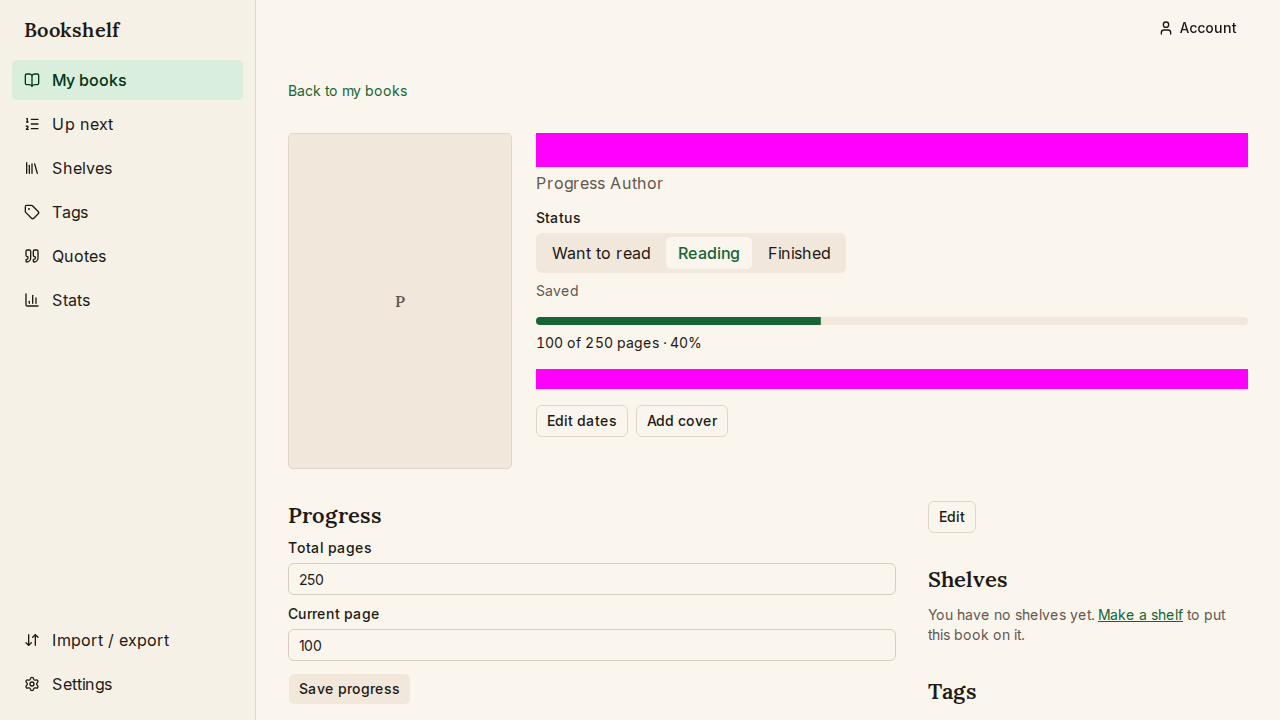 Bookshelf
My books
Up next
Shelves
Tags
Quotes
Stats
Import / export
Settings
Account
Back to my books
P
Progress Author
Status
Want to read
Reading
Finished
Saved
100 of 250 pages · 40%
Edit dates
Add cover
Progress
Total pages
250
Current page
100
Save progress
Edit
Shelves
You have no shelves yet. Make a shelf to put
this book on it.
Tags